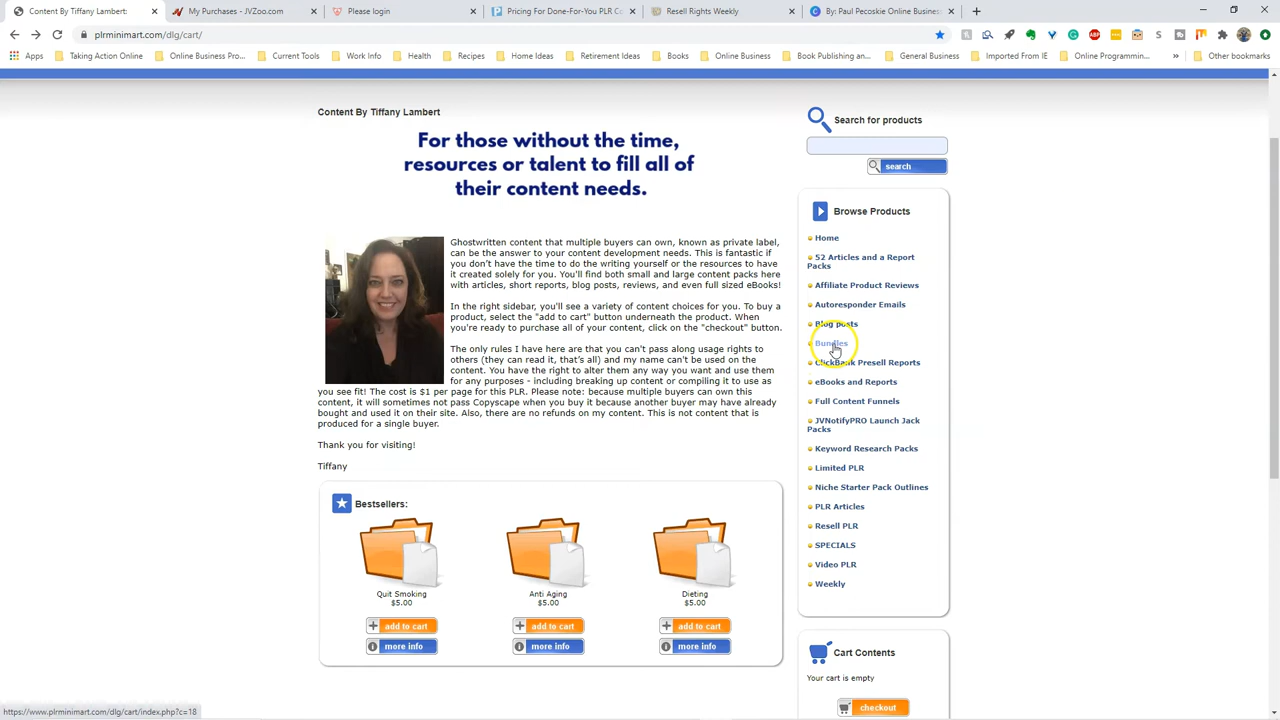 Content By Tiffany Lambert:
My Purchases - JVZoo.com
Please login
Pricing For Done-For-You PLR Co
Resell Rights Weekly
By: Paul Pecoskie Online Busines
plrminimart.com/dlg/cart/
Apps
Taking Action Online
Online Business Pro...
Current Tools
Work Info
Health
Recipes
Home Ideas
Retirement Ideas
Books
Online Business
Book Publishing an...
General Business
Imported From IE
Online Programmin...
Other bookmarks
Content By Tiffany Lambert
For those without the time,
resources or talent to fill all of
their content needs.
Ghostwritten content that multiple buyers can own, known as private label,
can be the answer to your content development needs. This is fantastic if
you don't have the time to do the writing yourself or the resources to have
it created solely for you. You'll find both small and large content packs here
with articles, short reports, blog posts, reviews, and even full sized eBooks!
In the right sidebar, you'll see a variety of content choices for you. To buy a
product, select the "add to cart" button underneath the product. When
you're ready to purchase all of your content, click on the "checkout" button.
The only rules I have here are that you can't pass along usage rights to
others (they can read it, that's all) and my name can't be used on the
content. You have the right to alter them any way you want and use them
for any purposes - including breaking up content or compiling it to use as
you see fit! The cost is $1 per page for this PLR. Please note: because multiple buyers can own this
content, it will sometimes not pass Copyscape when you buy it because another buyer may have already
bought and used it on their site. Also, there are no refunds on my content. This is not content that is
produced for a single buyer.
Thank you for visiting!
Tiffany
Bestsellers:
Quit Smoking
$5.00
add to cart
more info
Anti Aging
$5.00
add to cart
more info
Dieting
$5.00
add to cart
more info
Search for products
search
Browse Products
Home
52 Articles and a Report
Packs
Affiliate Product Reviews
Autoresponder Emails
Blog posts
Bundles
ClickBank Presell Reports
eBooks and Reports
Full Content Funnels
JVNotifyPRO Launch Jack
Packs
Keyword Research Packs
Limited PLR
Niche Starter Pack Outlines
PLR Articles
Resell PLR
SPECIALS
Video PLR
Weekly
Cart Contents
Your cart is empty
checkout
https://www.plrminimart.com/dlg/cart/index.php?c=18